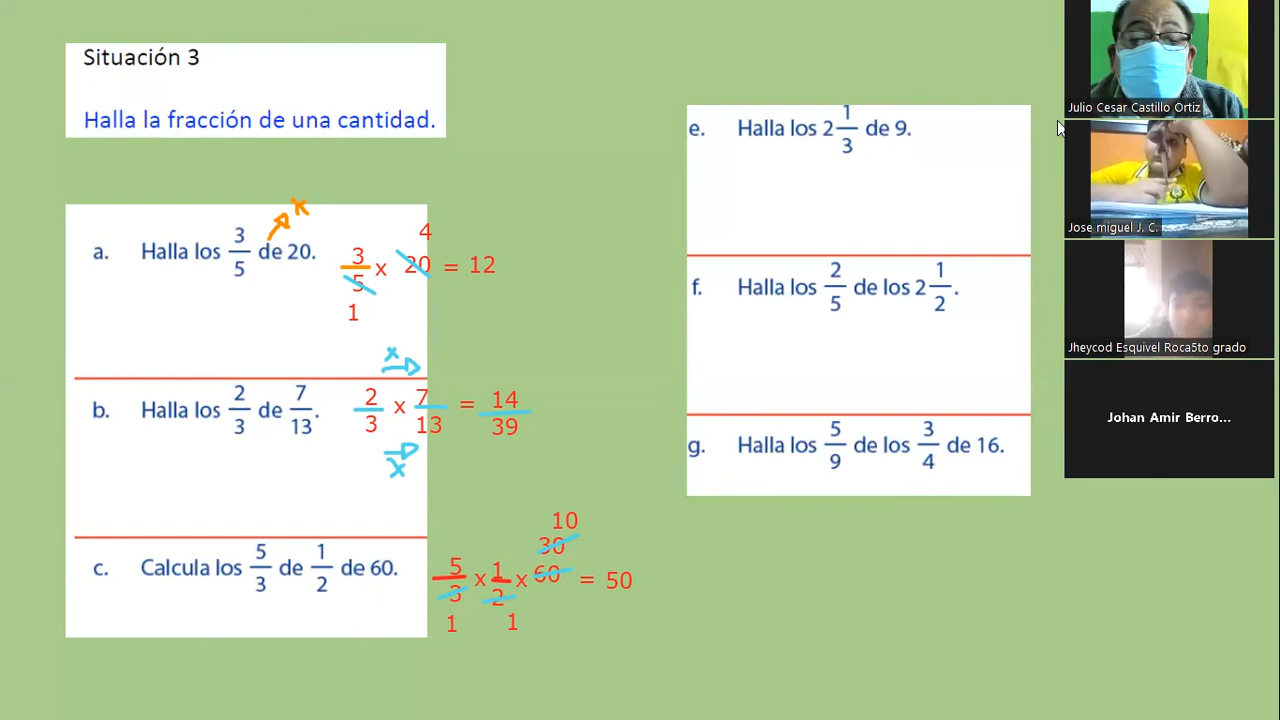 Situación 3
Halla la fracción de una cantidad.
a. Halla los 3/5 de 20.
x
3/5 x 20 = 12
4
1
b. Halla los 2/3 de 7/13.
x
2/3 x 7/13 = 14/39
x
c. Calcula los 5/3 de 1/2 de 60.
10
30
5/3 x 1/2 x 60 = 50
1 1
e. Halla los 2 1/3 de 9.
f. Halla los 2/5 de los 2 1/2.
g. Halla los 5/9 de los 3/4 de 16.
Julio Cesar Castillo Ortiz
Jose miguel J. C.
Jheycod Esquivel Roca5to grado
Johan Amir Berro...